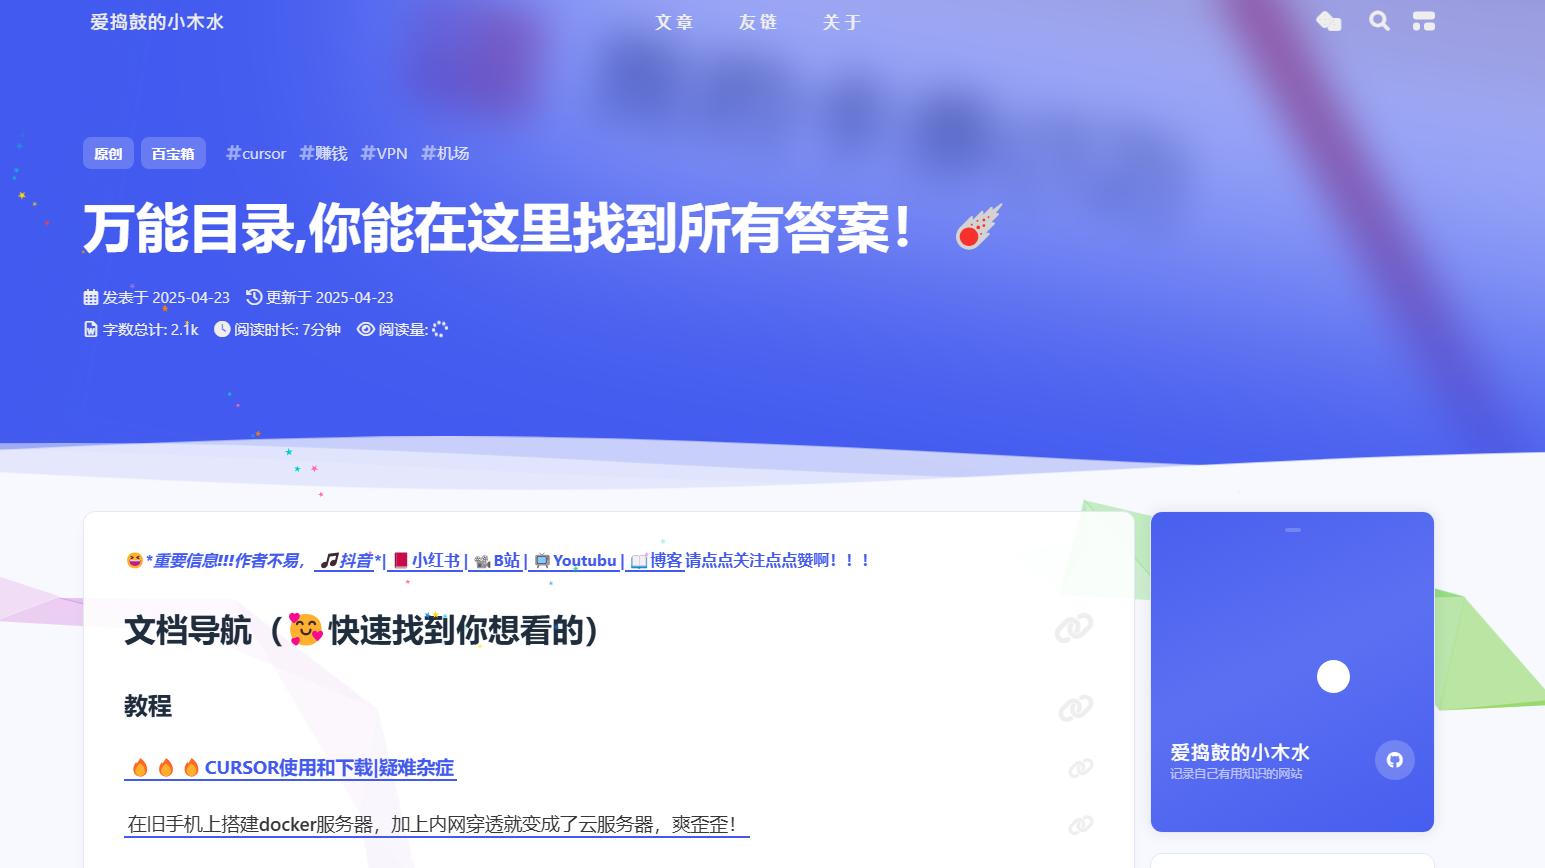 爱捣鼓的小木水
文章 友链 关于
原创 百宝箱 #cursor #赚钱 #VPN #机场
万能目录,你能在这里找到所有答案！
发表于 2025-04-23 更新于 2025-04-23
字数总计: 2.1k 阅读时长: 7分钟 阅读量:
*重要信息!!!作者不易，🎵抖音*|📕小红书|📽B站|📺Youtubu|📖博客请点点关注点点赞啊！！！
文档导航（🥰快速找到你想看的）
教程
🔥🔥🔥CURSOR使用和下载|疑难杂症
在旧手机上搭建docker服务器，加上内网穿透就变成了云服务器，爽歪歪！
爱捣鼓的小木水
记录自己有用知识的网站